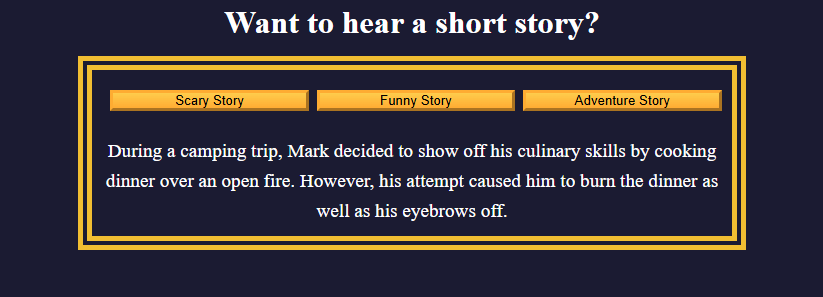 Want to hear a short story?
Scary Story
Funny Story
Adventure Story
During a camping trip, Mark decided to show off his culinary skills by cooking
dinner over an open fire. However, his attempt caused him to burn the dinner as
well as his eyebrows off.